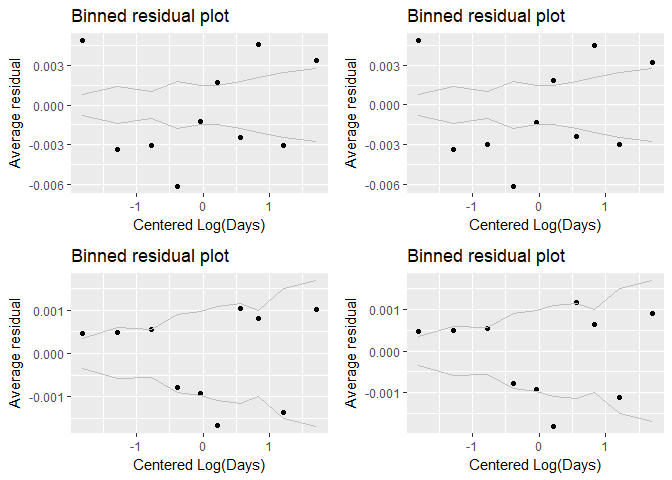 Binned residual plot
Average residual
0.003
0.000
-0.003
-0.006
-1
0
1
Centered Log(Days)
Binned residual plot
Average residual
0.003
0.000
-0.003
-0.006
-1
0
1
Centered Log(Days)
Binned residual plot
Average residual
0.001
0.000
-0.001
-1
0
1
Centered Log(Days)
Binned residual plot
Average residual
0.001
0.000
-0.001
-1
0
1
Centered Log(Days)